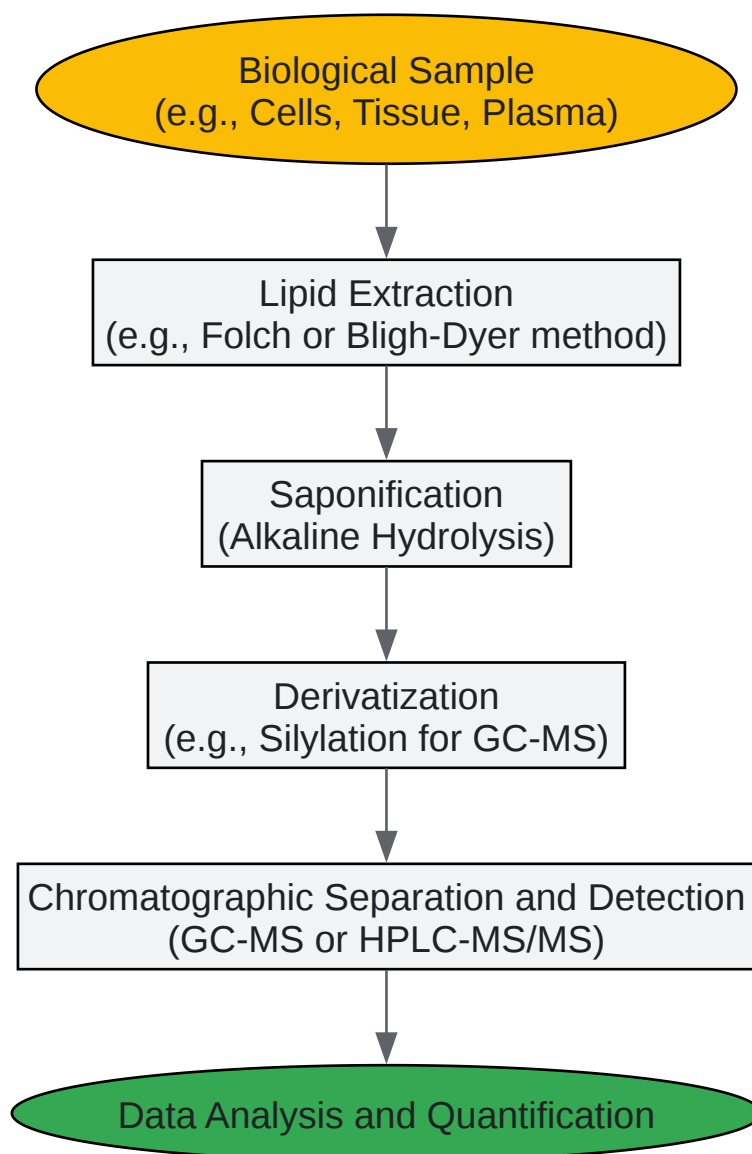 Biological Sample
(e.g., Cells, Tissue, Plasma)
Lipid Extraction
(e.g., Folch or Bligh-Dyer method)
Saponification
(Alkaline Hydrolysis)
Derivatization
(e.g., Silylation for GC-MS)
Chromatographic Separation and Detection
(GC-MS or HPLC-MS/MS)
Data Analysis and Quantification